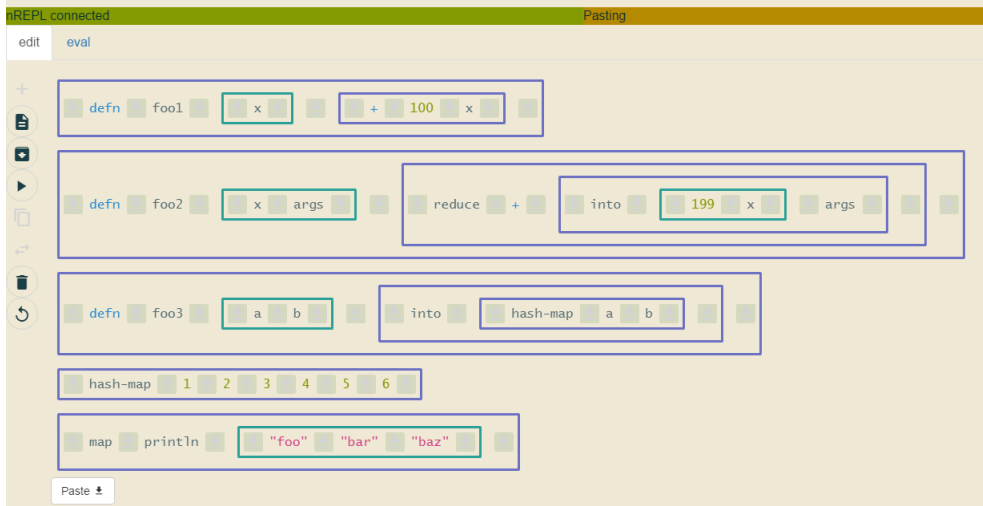 nREPL connected Pasting
edit eval
defn foo1 x + 100 x
defn foo2 x args reduce + into 199 x args
defn foo3 a b into hash-map a b
hash-map 1 2 3 4 5 6
map println "foo" "bar" "baz"
Paste